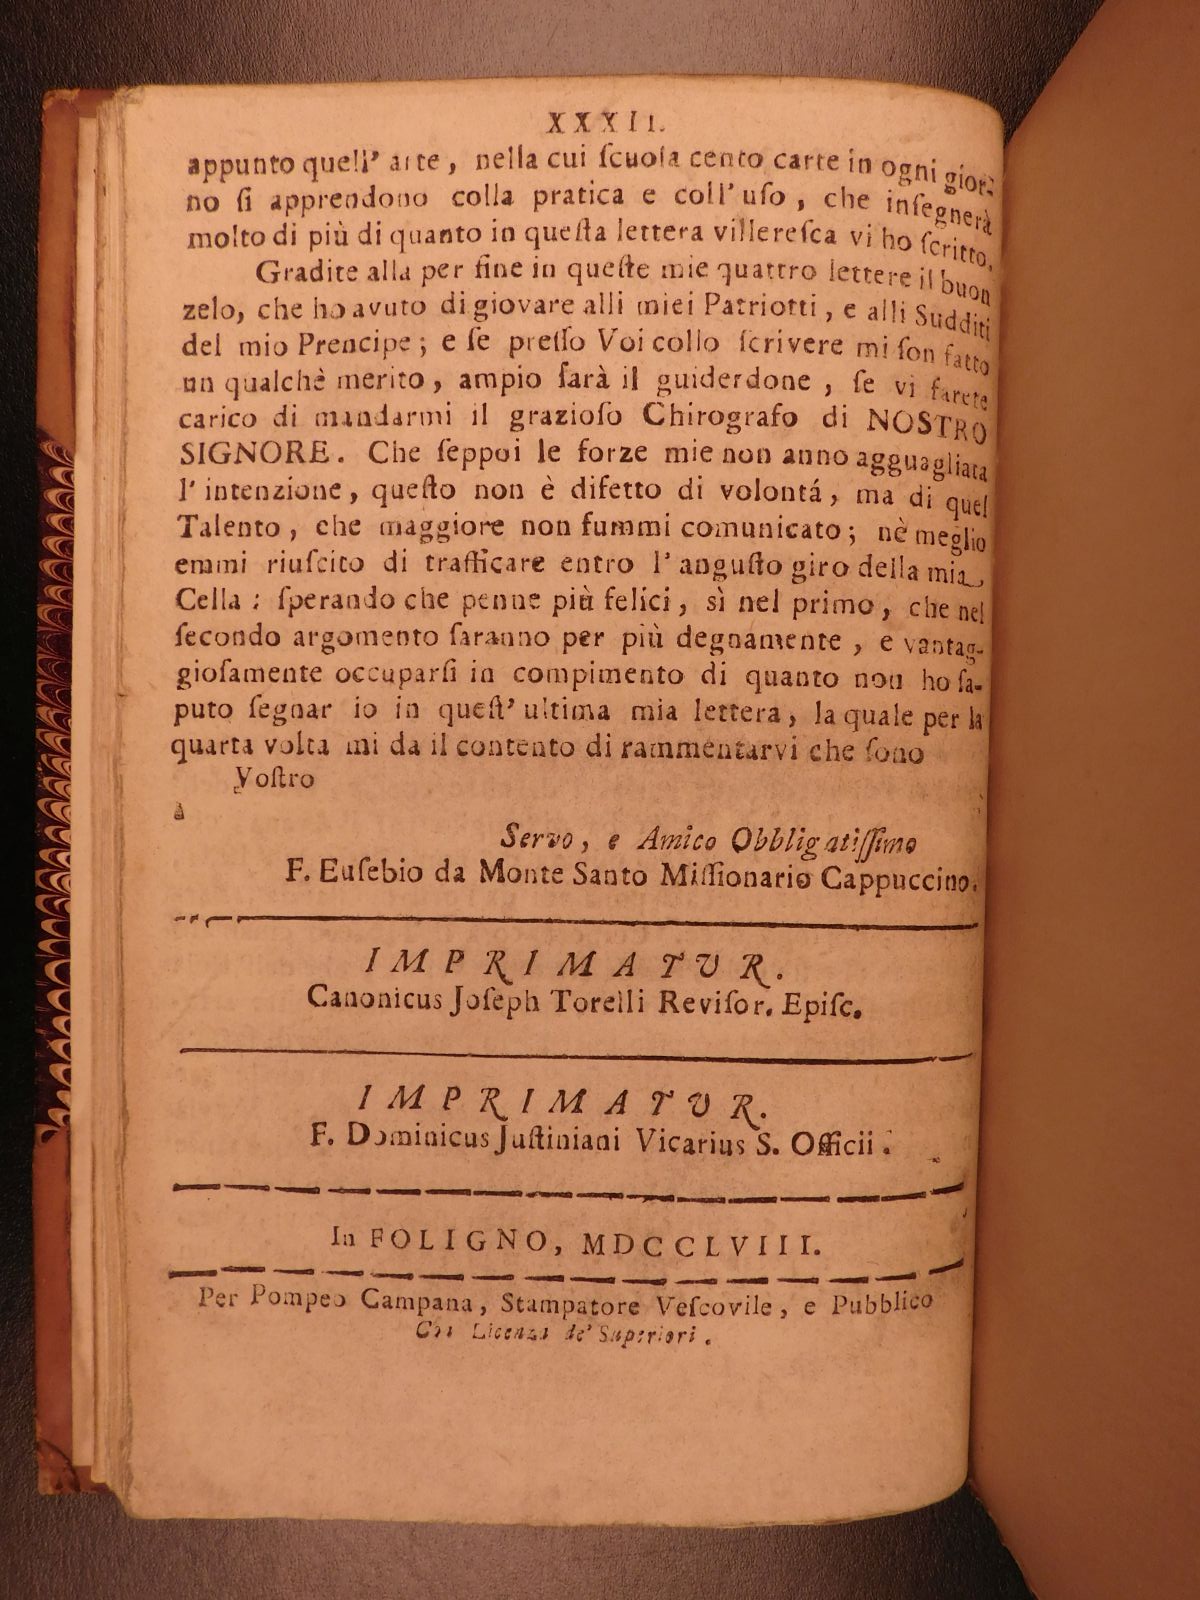 XXXII.
appunto quell' arte, nella cui ſcuola cento carte in ogni gior-
no ſi apprendono colla pratica e coll' uſo, che inſegnerà
molto di più di quanto in queſta lettera villereſca vi ho ſcritto.
Gradite alla per fine in queſte mie quattro lettere il buon
zelo, che ho avuto di giovare alli miei Patriotti, e alli Sudditi
del mio Prencipe; e ſe preſſo Voi collo ſcrivere mi ſon fatto
un qualchè merito, ampio ſarà il guiderdone, ſe vi farete
carico di mandarmi il grazioſo Chirografo di NOSTRO
SIGNORE. Che ſeppoi le forze mie non anno agguagliata
l' intenzione, queſto non è difetto di volontá, ma di quel
Talento, che maggiore non fummi comunicato; nè meglio
emmi riuſcito di trafficare entro l' anguſto giro della mia
Cella: ſperando che penne più felici, sì nel primo, che nel
ſecondo argomento ſaranno per più degnamente, e vantag-
gioſamente occuparſi in compimento di quanto non ho ſa-
puto ſegnar io in queſt' ultima mia lettera, la quale per la
quarta volta mi da il contento di rammentarvi che ſono
Voſtro
Servo, e Amico Obbligatiſſimo
F. Euſebio da Monte Santo Miſſionario Cappuccino.
IMPRIMATUR.
Canonicus Joſeph Torelli Reviſor. Epiſc.
IMPRIMATUR.
F. Dominicus Juſtiniani Vicarius S. Officii.
In FOLIGNO, MDCCLVIII.
Per Pompeo Campana, Stampatore Veſcovile, e Pubblico
Con Licenza de' Superiori.